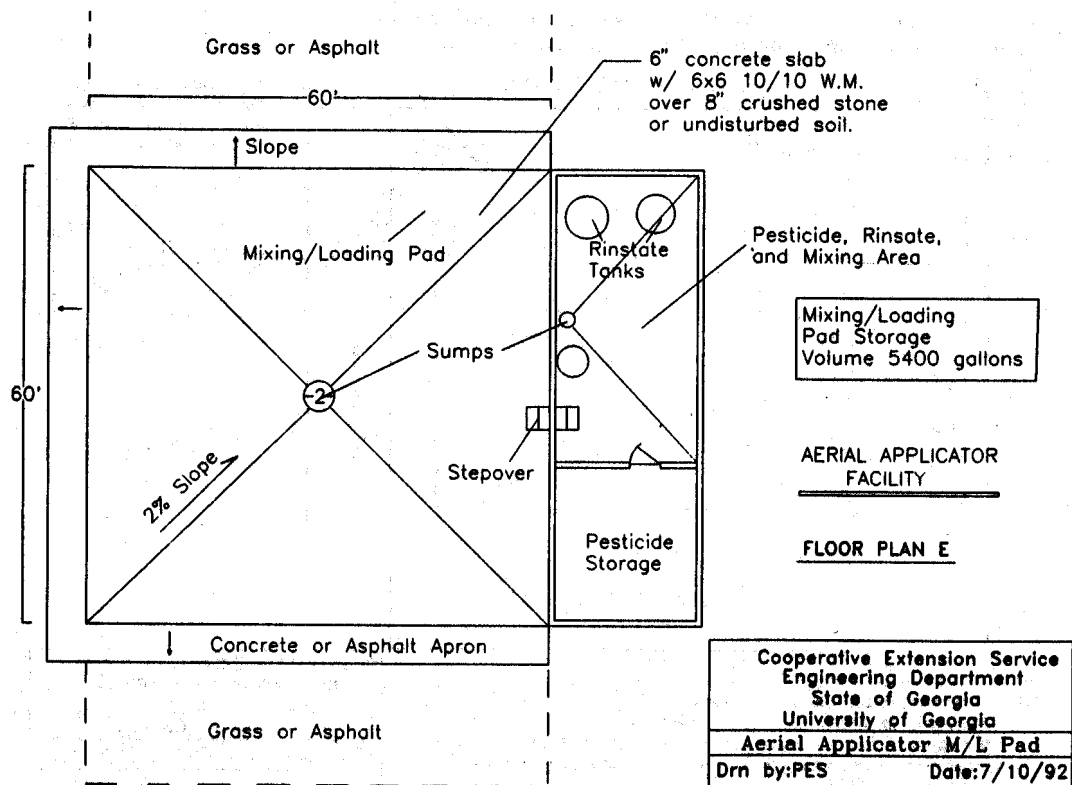 Grass or Asphalt
6" concrete slab
w/ 6x6 10/10 W.M.
over 8" crushed stone
or undisturbed soil.
60'
Slope
Mixing/Loading Pad
Rinstate
Tanks
Pesticide, Rinsate,
and Mixing Area
Mixing/Loading
Pad Storage
Volume 5400 gallons
Sumps
60'
-2-
Stepover
2% Slope
AERIAL APPLICATOR
FACILITY
Pesticide
Storage
FLOOR PLAN E
Concrete or Asphalt Apron
Grass or Asphalt
Cooperative Extension Service
Engineering Department
State of Georgia
University of Georgia
Aerial Applicator M/L Pad
Drn by:PES Date:7/10/92